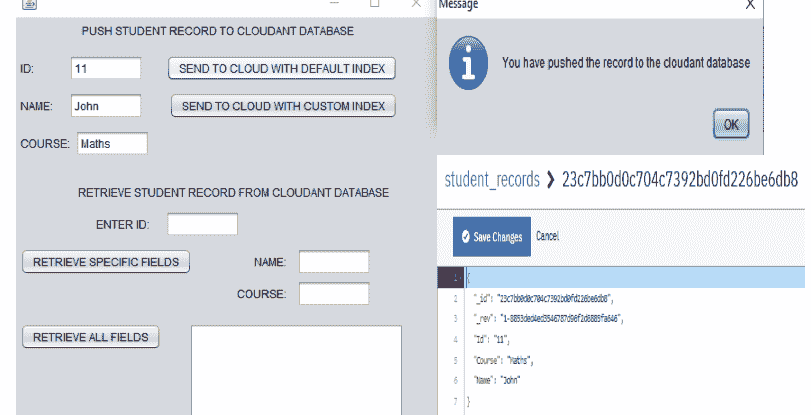 PUSH STUDENT RECORD TO CLOUDANT DATABASE
ID: 11 SEND TO CLOUD WITH DEFAULT INDEX
NAME: John SEND TO CLOUD WITH CUSTOM INDEX
COURSE: Maths
RETRIEVE STUDENT RECORD FROM CLOUDANT DATABASE
ENTER ID:
RETRIEVE SPECIFIC FIELDS NAME:
COURSE:
RETRIEVE ALL FIELDS
Message X
You have pushed the record to the cloudant database
OK
student_records > 23c7bb0d0c704c7392bd0fd226be6db8
Save Changes Cancel
1 {
2 "_id": "23c7bb0d0c704c7392bd0fd226be6db8",
3 "_rev": "1-8853ded4ed3546787d96f2d8885fa646",
4 "Id": "11",
5 "Course": "Maths",
6 "Name": "John"
7 }